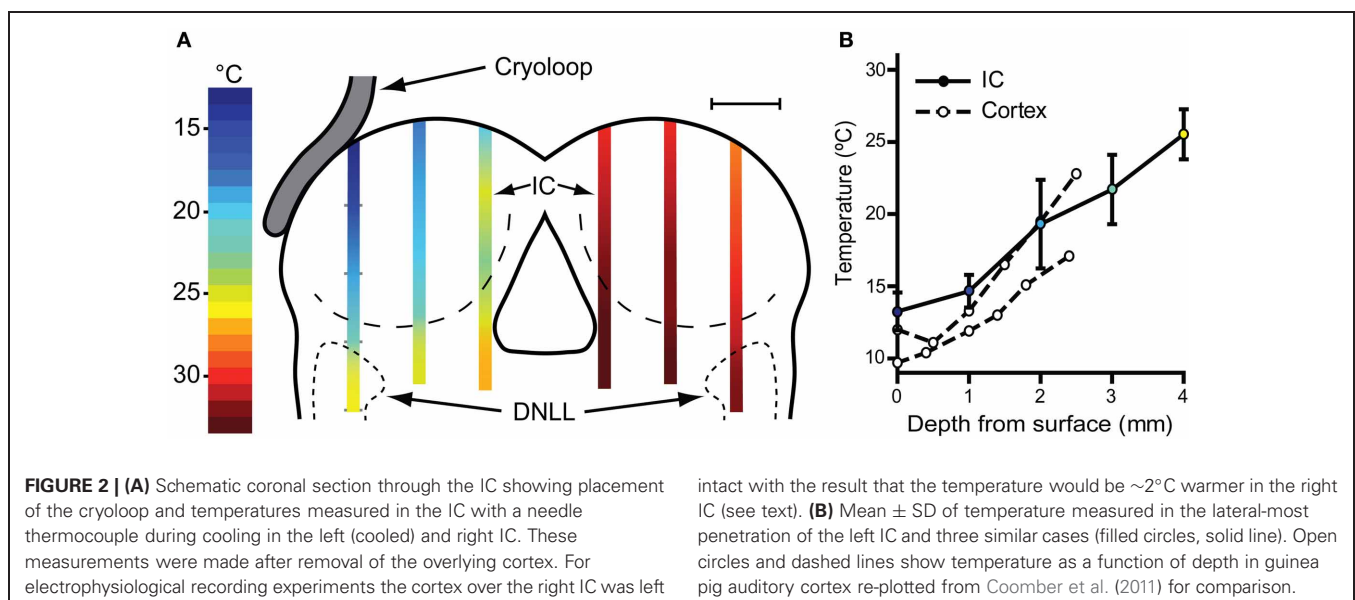 A
°C
15
20
25
30
Cryoloop
IC
DNLL
B
30
25
20
15
10
Temperature (ºC)
IC
Cortex
0
1
2
3
4
Depth from surface (mm)
FIGURE 2 | (A) Schematic coronal section through the IC showing placement
of the cryoloop and temperatures measured in the IC with a needle
thermocouple during cooling in the left (cooled) and right IC. These
measurements were made after removal of the overlying cortex. For
electrophysiological recording experiments the cortex over the right IC was left
intact with the result that the temperature would be ∼2°C warmer in the right
IC (see text). (B) Mean ± SD of temperature measured in the lateral-most
penetration of the left IC and three similar cases (filled circles, solid line). Open
circles and dashed lines show temperature as a function of depth in guinea
pig auditory cortex re-plotted from Coomber et al. (2011) for comparison.